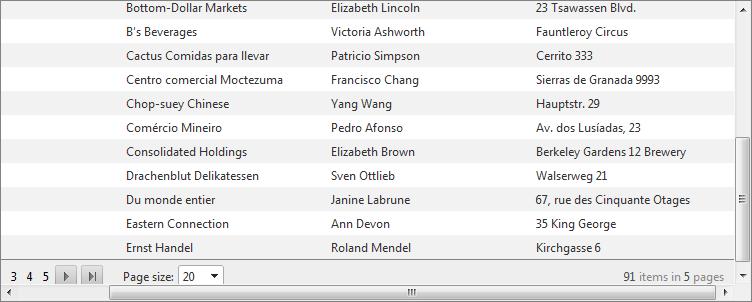 Bottom-Dollar Markets Elizabeth Lincoln 23 Tsawassen Blvd.
B's Beverages Victoria Ashworth Fauntleroy Circus
Cactus Comidas para llevar Patricio Simpson Cerrito 333
Centro comercial Moctezuma Francisco Chang Sierras de Granada 9993
Chop-suey Chinese Yang Wang Hauptstr. 29
Comércio Mineiro Pedro Afonso Av. dos Lusíadas, 23
Consolidated Holdings Elizabeth Brown Berkeley Gardens 12 Brewery
Drachenblut Delikatessen Sven Ottlieb Walserweg 21
Du monde entier Janine Labrune 67, rue des Cinquante Otages
Eastern Connection Ann Devon 35 King George
Ernst Handel Roland Mendel Kirchgasse 6
3 4 5 Page size: 20 91 items in 5 pages